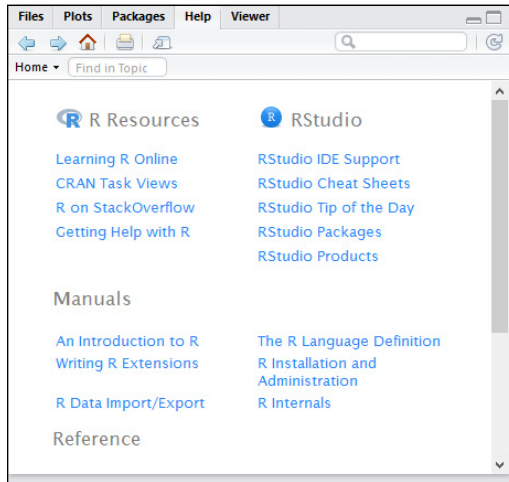 Files Plots Packages Help Viewer
Home Find in Topic
R R Resources
R RStudio
Learning R Online
CRAN Task Views
R on StackOverflow
Getting Help with R
RStudio IDE Support
RStudio Cheat Sheets
RStudio Tip of the Day
RStudio Packages
RStudio Products
Manuals
An Introduction to R
The R Language Definition
Writing R Extensions
R Installation and
Administration
R Data Import/Export
R Internals
Reference